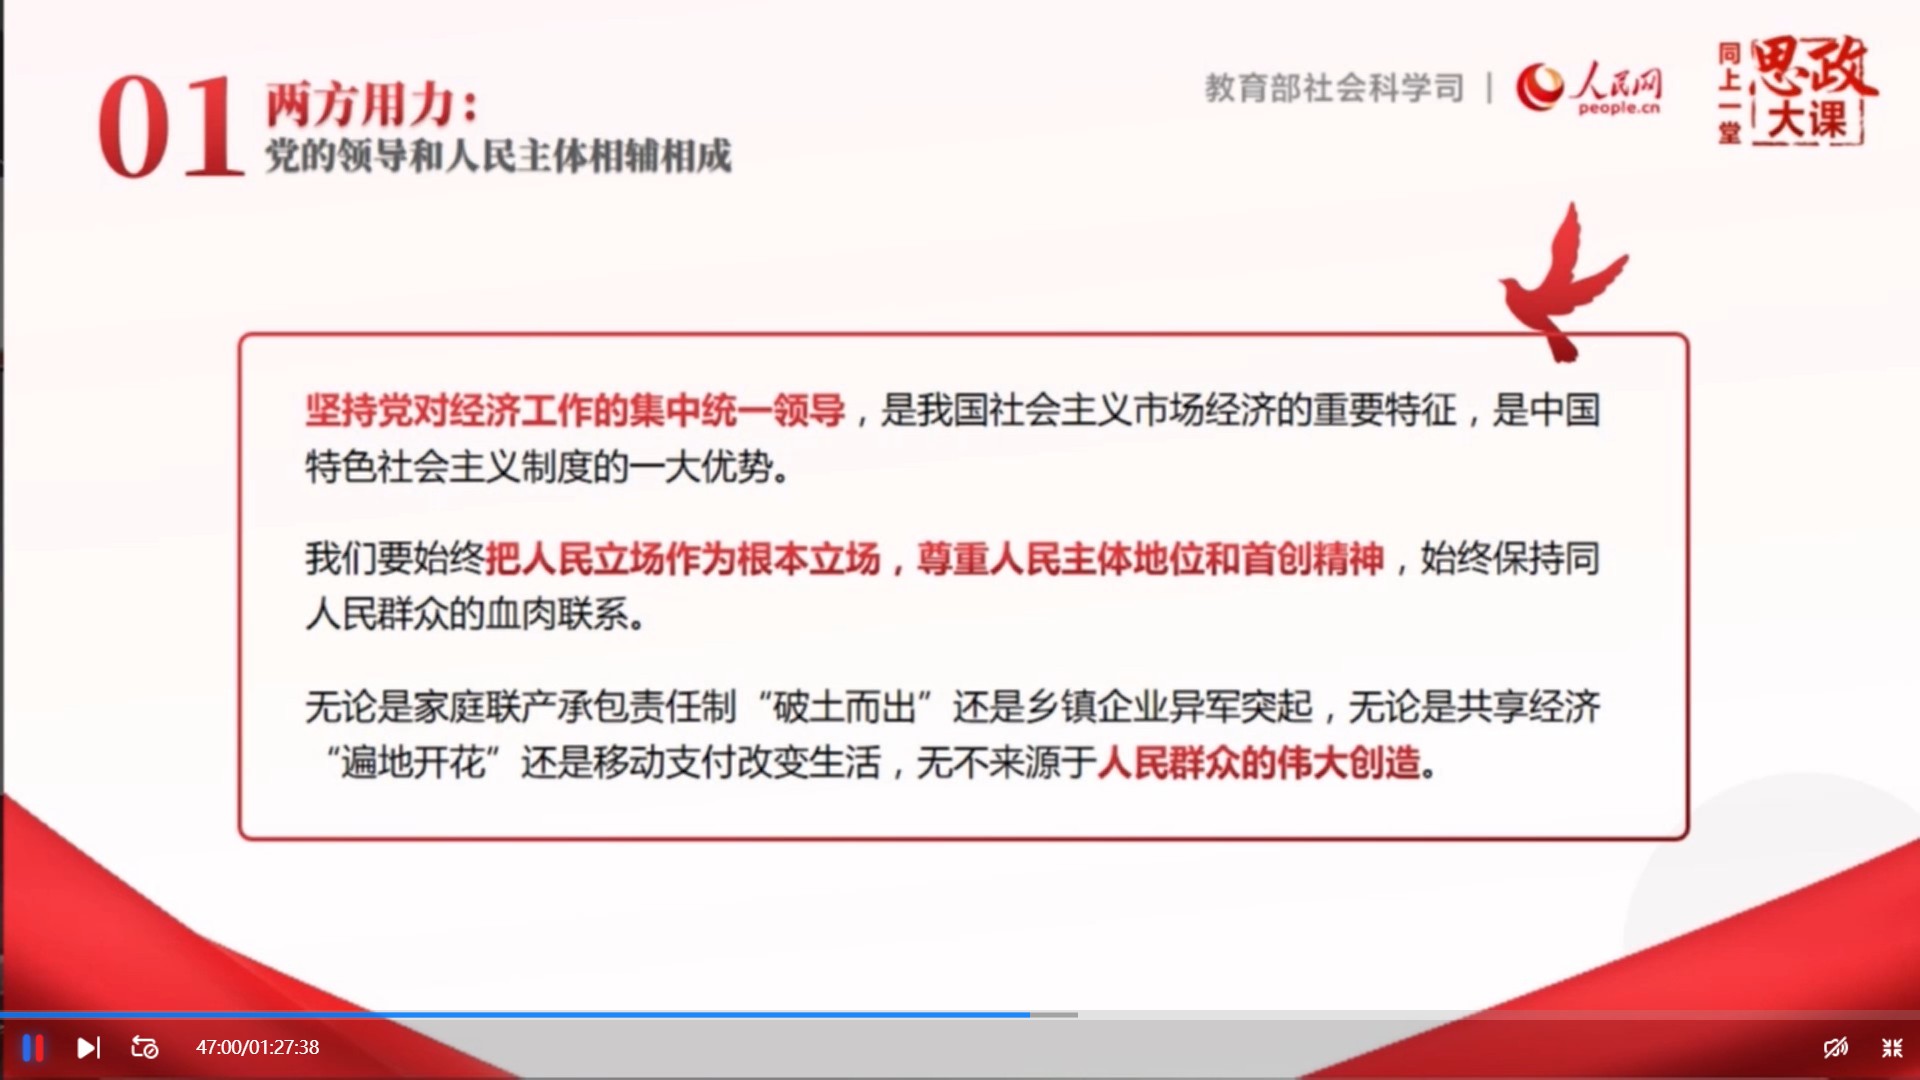 01
两方用力：
党的领导和人民主体相辅相成
教育部社会科学司 | 人民网
people.cn
同上一堂
思政
大课
坚持党对经济工作的集中统一领导，是我国社会主义市场经济的重要特征，是中国
特色社会主义制度的一大优势。
我们要始终把人民立场作为根本立场，尊重人民主体地位和首创精神，始终保持同
人民群众的血肉联系。
无论是家庭联产承包责任制“破土而出”还是乡镇企业异军突起，无论是共享经济
“遍地开花”还是移动支付改变生活，无不来源于人民群众的伟大创造。
47:00/01:27:38